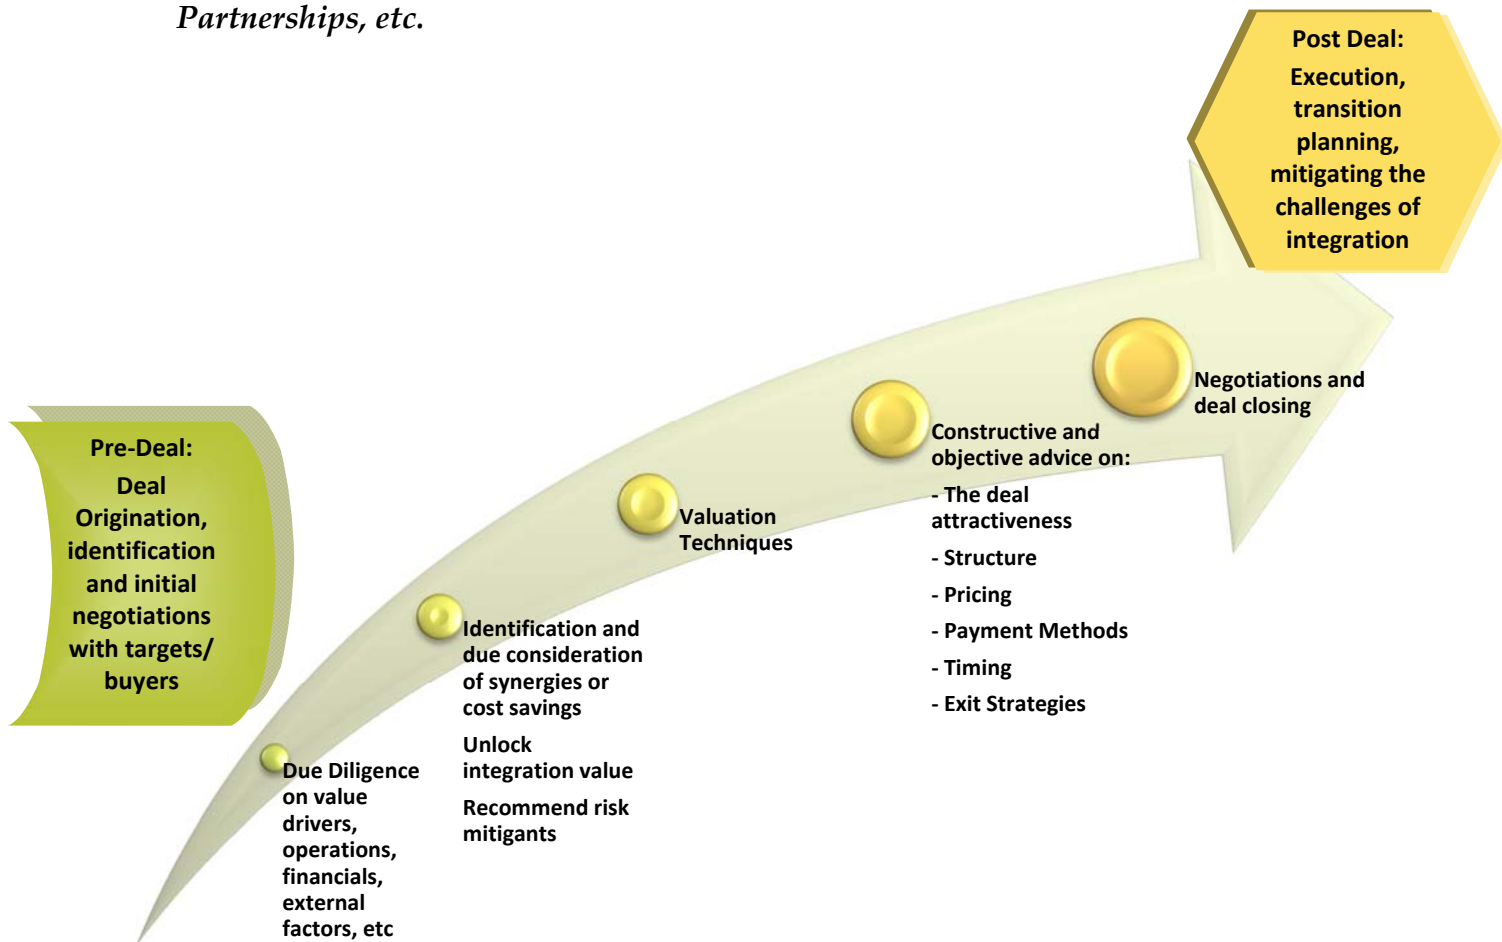 Partnerships, etc.
Post Deal:
Execution,
transition
planning,
mitigating the
challenges of
integration
Pre-Deal:
Deal
Origination,
identification
and initial
negotiations
with targets/
buyers
Due Diligence
on value
drivers,
operations,
financials,
external
factors, etc
Identification and
due consideration
of synergies or
cost savings
Unlock
integration value
Recommend risk
mitigants
Valuation
Techniques
Constructive and
objective advice on:
- The deal
attractiveness
- Structure
- Pricing
- Payment Methods
- Timing
- Exit Strategies
Negotiations and
deal closing